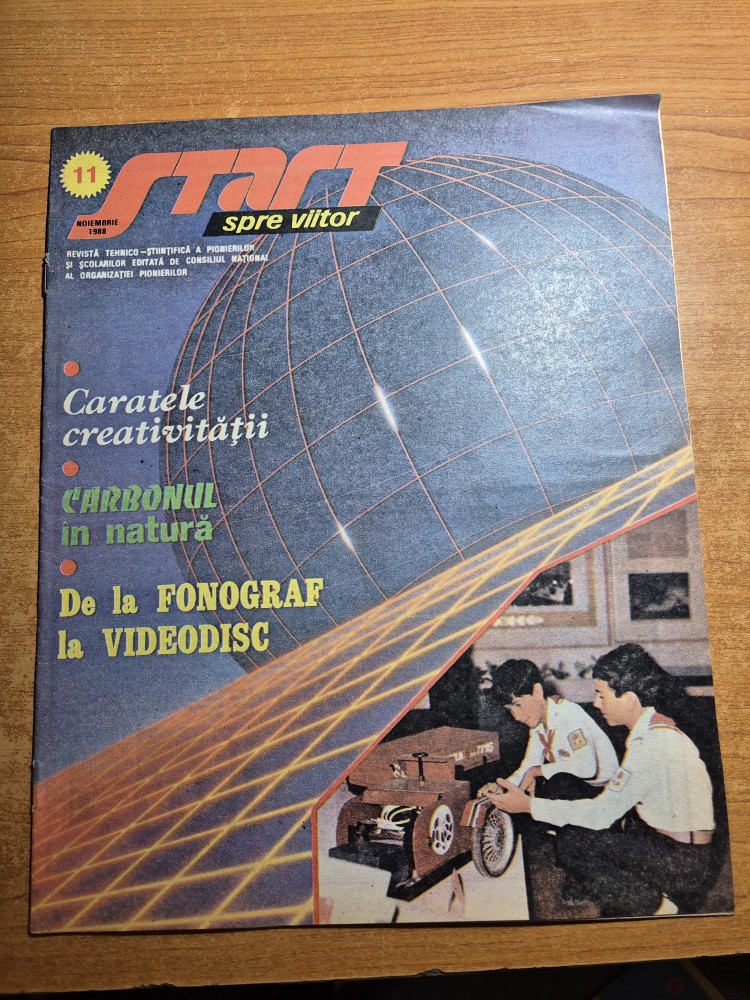 11
START
spre viitor
NOIEMBRIE
1988
REVISTĂ TEHNICO-ŞTIINŢIFICĂ A PIONIERILOR
ŞI ŞCOLARILOR EDITATĂ DE CONSILIUL NAŢIONAL
AL ORGANIZAŢIEI PIONIERILOR
Caratele
creativităţii
CARBONUL
în natură
De la FONOGRAF
la VIDEODISC